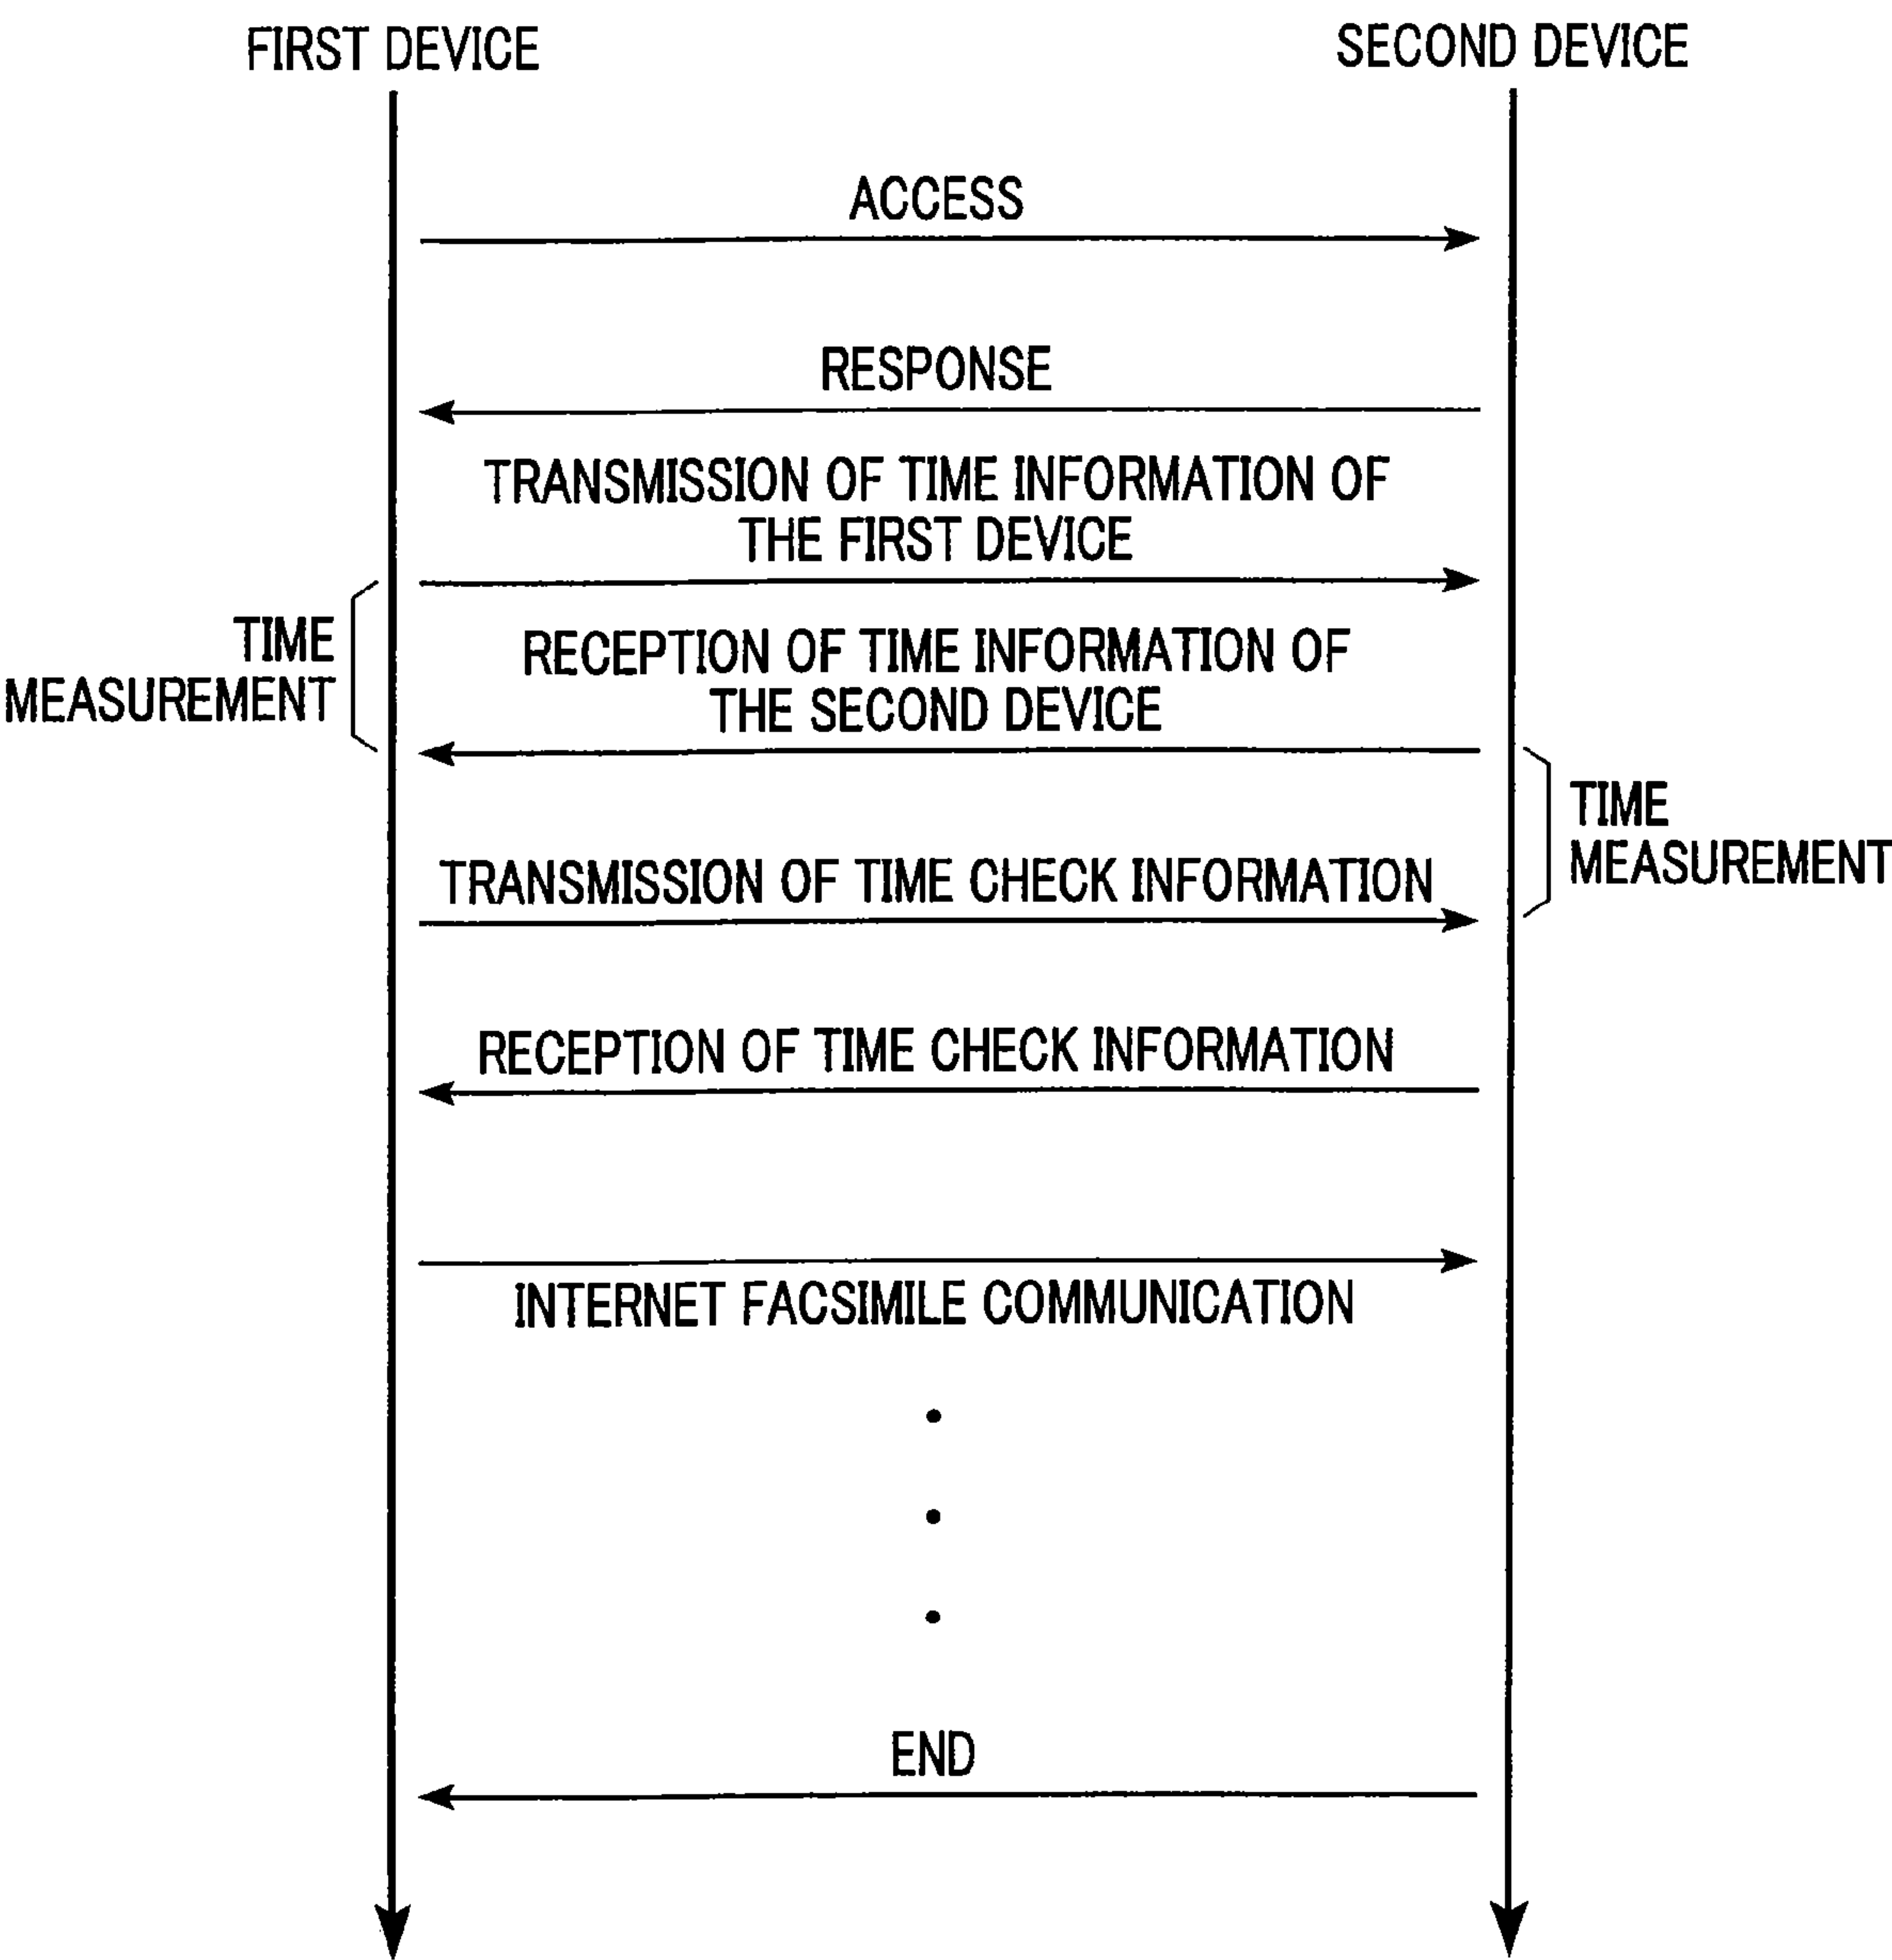 FIRST DEVICE
SECOND DEVICE
ACCESS
RESPONSE
TRANSMISSION OF TIME INFORMATION OF
THE FIRST DEVICE
TIME
MEASUREMENT
RECEPTION OF TIME INFORMATION OF
THE SECOND DEVICE
TIME
MEASUREMENT
TRANSMISSION OF TIME CHECK INFORMATION
RECEPTION OF TIME CHECK INFORMATION
INTERNET FACSIMILE COMMUNICATION
END